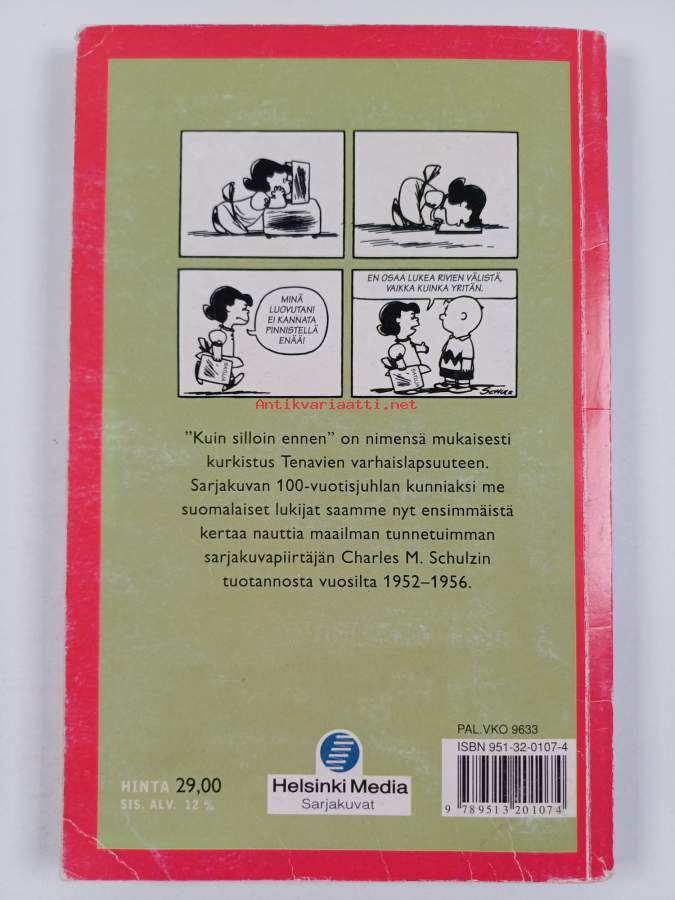 MINÄ
LUOVUTAN!
EI KANNATA
PINNISTELLÄ
ENÄÄ!
EN OSAA LUKEA RIVIEN VÄLISTÄ,
VAIKKA KUINKA YRITÄN.
SCHULZ
Antikvariaatti.net
"Kuin silloin ennen" on nimensä mukaisesti
kurkistus Tenavien varhaislapsuuteen.
Sarjakuvan 100-vuotisjuhlan kunniaksi me
suomalaiset lukijat saamme nyt ensimmäistä
kertaa nauttia maailman tunnetuimman
sarjakuvapiirtäjän Charles M. Schulzin
tuotannosta vuosilta 1952–1956.
PAL.VKO 9633
ISBN 951-32-0107-4
HINTA 29,00
SIS. ALV. 12 %
Helsinki Media
Sarjakuvat
9 789513 201074